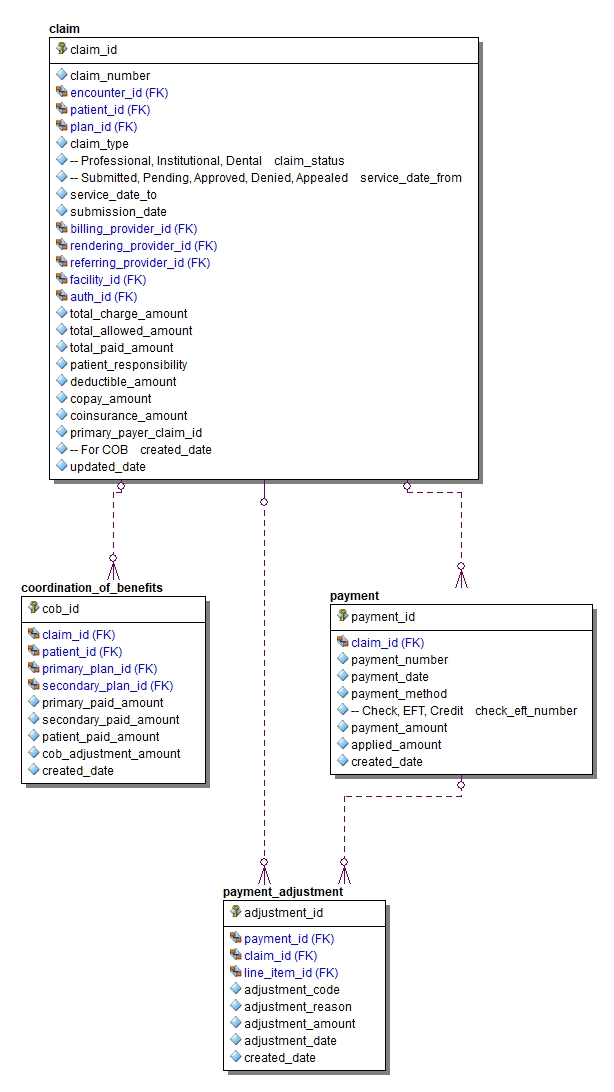 claim
claim_id
claim_number
encounter_id (FK)
patient_id (FK)
plan_id (FK)
claim_type
-- Professional, Institutional, Dental    claim_status
-- Submitted, Pending, Approved, Denied, Appealed    service_date_from
service_date_to
submission_date
billing_provider_id (FK)
rendering_provider_id (FK)
referring_provider_id (FK)
facility_id (FK)
auth_id (FK)
total_charge_amount
total_allowed_amount
total_paid_amount
patient_responsibility
deductible_amount
copay_amount
coinsurance_amount
primary_payer_claim_id
-- For COB    created_date
updated_date
coordination_of_benefits
cob_id
claim_id (FK)
patient_id (FK)
primary_plan_id (FK)
secondary_plan_id (FK)
primary_paid_amount
secondary_paid_amount
patient_paid_amount
cob_adjustment_amount
created_date
payment
payment_id
claim_id (FK)
payment_number
payment_date
payment_method
-- Check, EFT, Credit    check_eft_number
payment_amount
applied_amount
created_date
payment_adjustment
adjustment_id
payment_id (FK)
claim_id (FK)
line_item_id (FK)
adjustment_code
adjustment_reason
adjustment_amount
adjustment_date
created_date